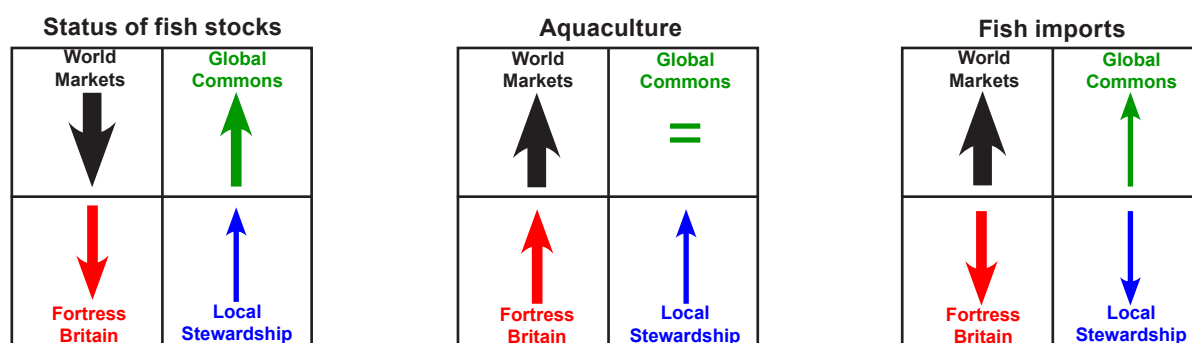 Status of fish stocks
World
Markets
Global
Commons
Fortress
Britain
Local
Stewardship
Aquaculture
World
Markets
Global
Commons
=
Fortress
Britain
Local
Stewardship
Fish imports
World
Markets
Global
Commons
Fortress
Britain
Local
Stewardship